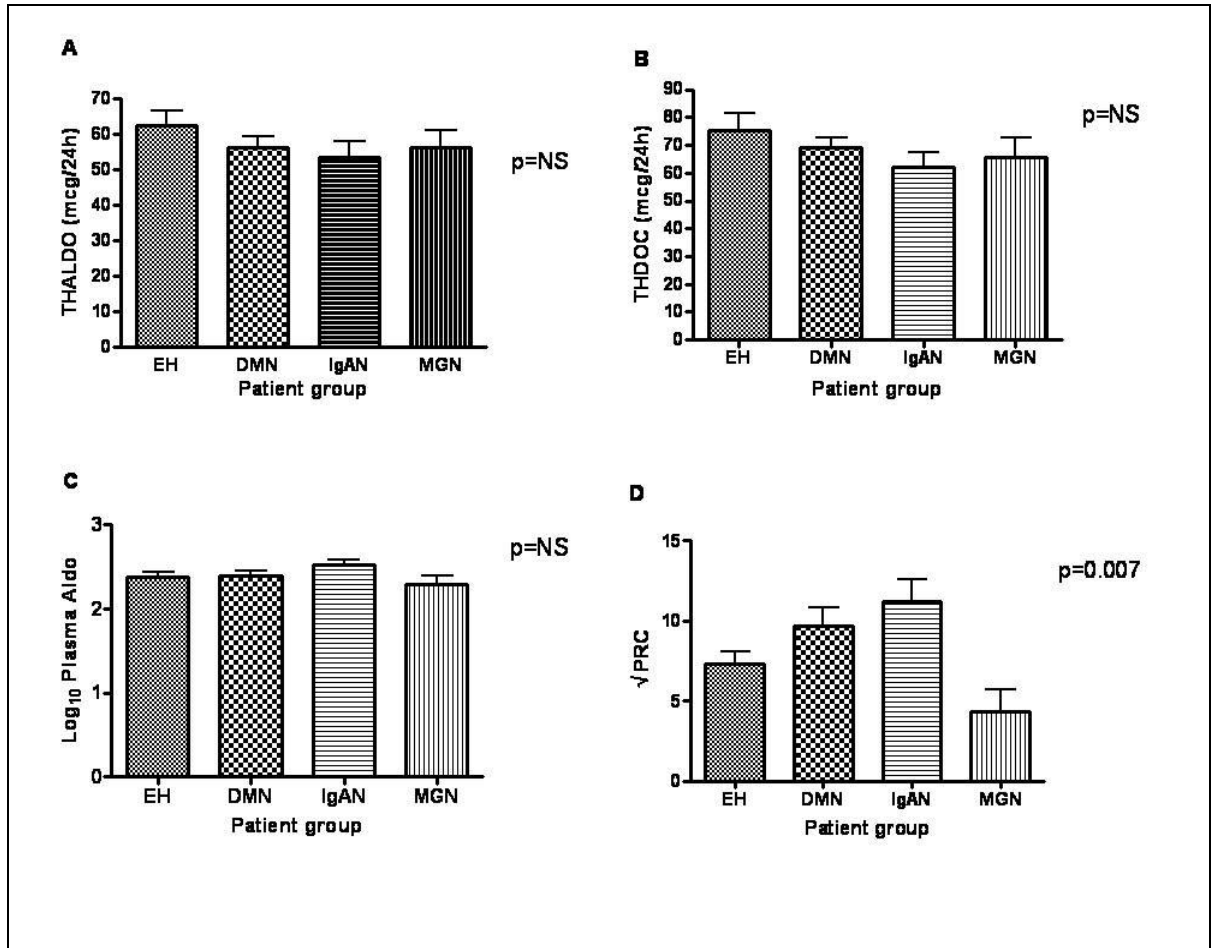 A
THALDO (mcg/24h)
70
60
50
40
30
20
10
0
EH DMN IgAN MGN
Patient group
p=NS
B
THDOC (mcg/24h)
90
80
70
60
50
40
30
20
10
0
EH DMN IgAN MGN
Patient group
p=NS
C
Log₁₀ Plasma Aldo
3
2
1
0
EH DMN IgAN MGN
Patient group
p=NS
D
√PRC
15
10
5
0
EH DMN IgAN MGN
Patient group
p=0.007